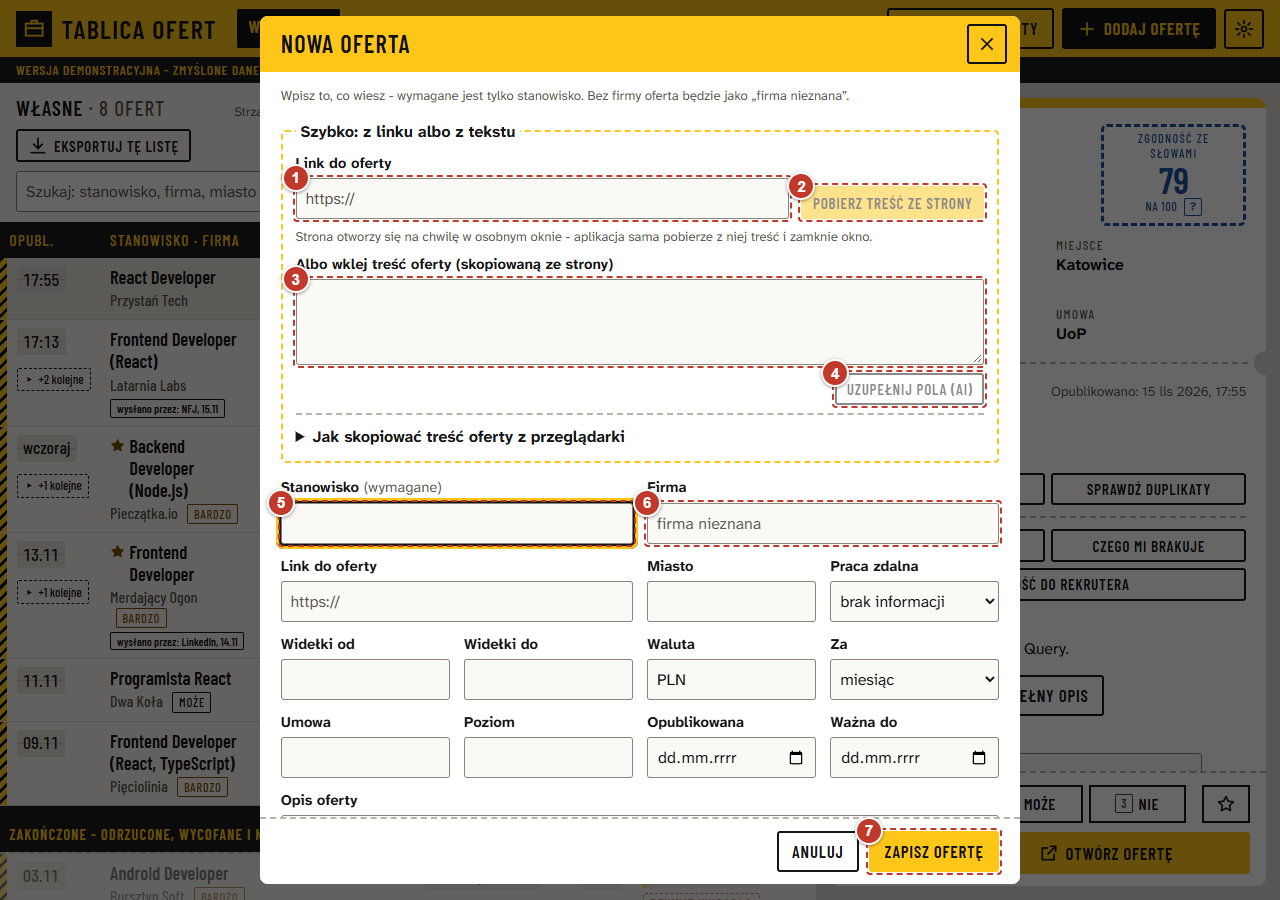 TABLICA OFERT
TY
DODAJ OFERTĘ
WERSJA DEMONSTRACYJNA - ZMYŚLONE DANE
WŁASNE · 8 OFERT
EKSPORTUJ TĘ LISTĘ
Szukaj: stanowisko, firma, miasto
OPUBL.
STANOWISKO · FIRMA
17:55
React Developer
Przystań Tech
17:13
Frontend Developer
(React)
+2 kolejne
Latarnia Labs
wysłano przez: NFJ, 15.11
wczoraj
Backend
Developer
(Node.js)
+1 kolejne
Pieczątka.io
BARDZO
13.11
Frontend
Developer
+1 kolejne
Merdający Ogon
BARDZO
wysłano przez: LinkedIn, 14.11
11.11
Programista React
Dwa Koła
MOŻE
09.11
Frontend Developer
(React, TypeScript)
Pięciolinia
BARDZO
ZAKOŃCZONE - ODRZUCONE, WYCOFANE I
03.11
Android Developer
Bursztyn Soft
BARDZO
NOWA OFERTA
Wpisz to, co wiesz - wymagane jest tylko stanowisko. Bez firmy oferta będzie jako „firma nieznana”.
Szybko: z linku albo z tekstu
Link do oferty
1
https://
2
POBIERZ TREŚĆ ZE STRONY
Strona otworzy się na chwilę w osobnym oknie - aplikacja sama pobierze z niej treść i zamknie okno.
Albo wklej treść oferty (skopiowaną ze strony)
3
4
UZUPEŁNIJ POLA (AI)
Jak skopiować treść oferty z przeglądarki
Stanowisko (wymagane)
Firma
5
6
firma nieznana
Link do oferty
Miasto
Praca zdalna
https://
brak informacji
Widełki od
Widełki do
Waluta
Za
PLN
miesiąc
Umowa
Poziom
Opublikowana
Ważna do
dd.mm.rrrr
dd.mm.rrrr
Opis oferty
ANULUJ
7
ZAPISZ OFERTĘ
ZGODNOŚĆ ZE
SŁOWAMI
79
NA 100
?
MIEJSCE
Katowice
UMOWA
UoP
Opublikowano: 15 lis 2026, 17:55
SPRAWDŹ DUPLIKATY
CZEGO MI BRAKUJE
ŚĆ DO REKRUTERA
Query.
EŁNY OPIS
MOŻE
3 NIE
OTWÓRZ OFERTĘ